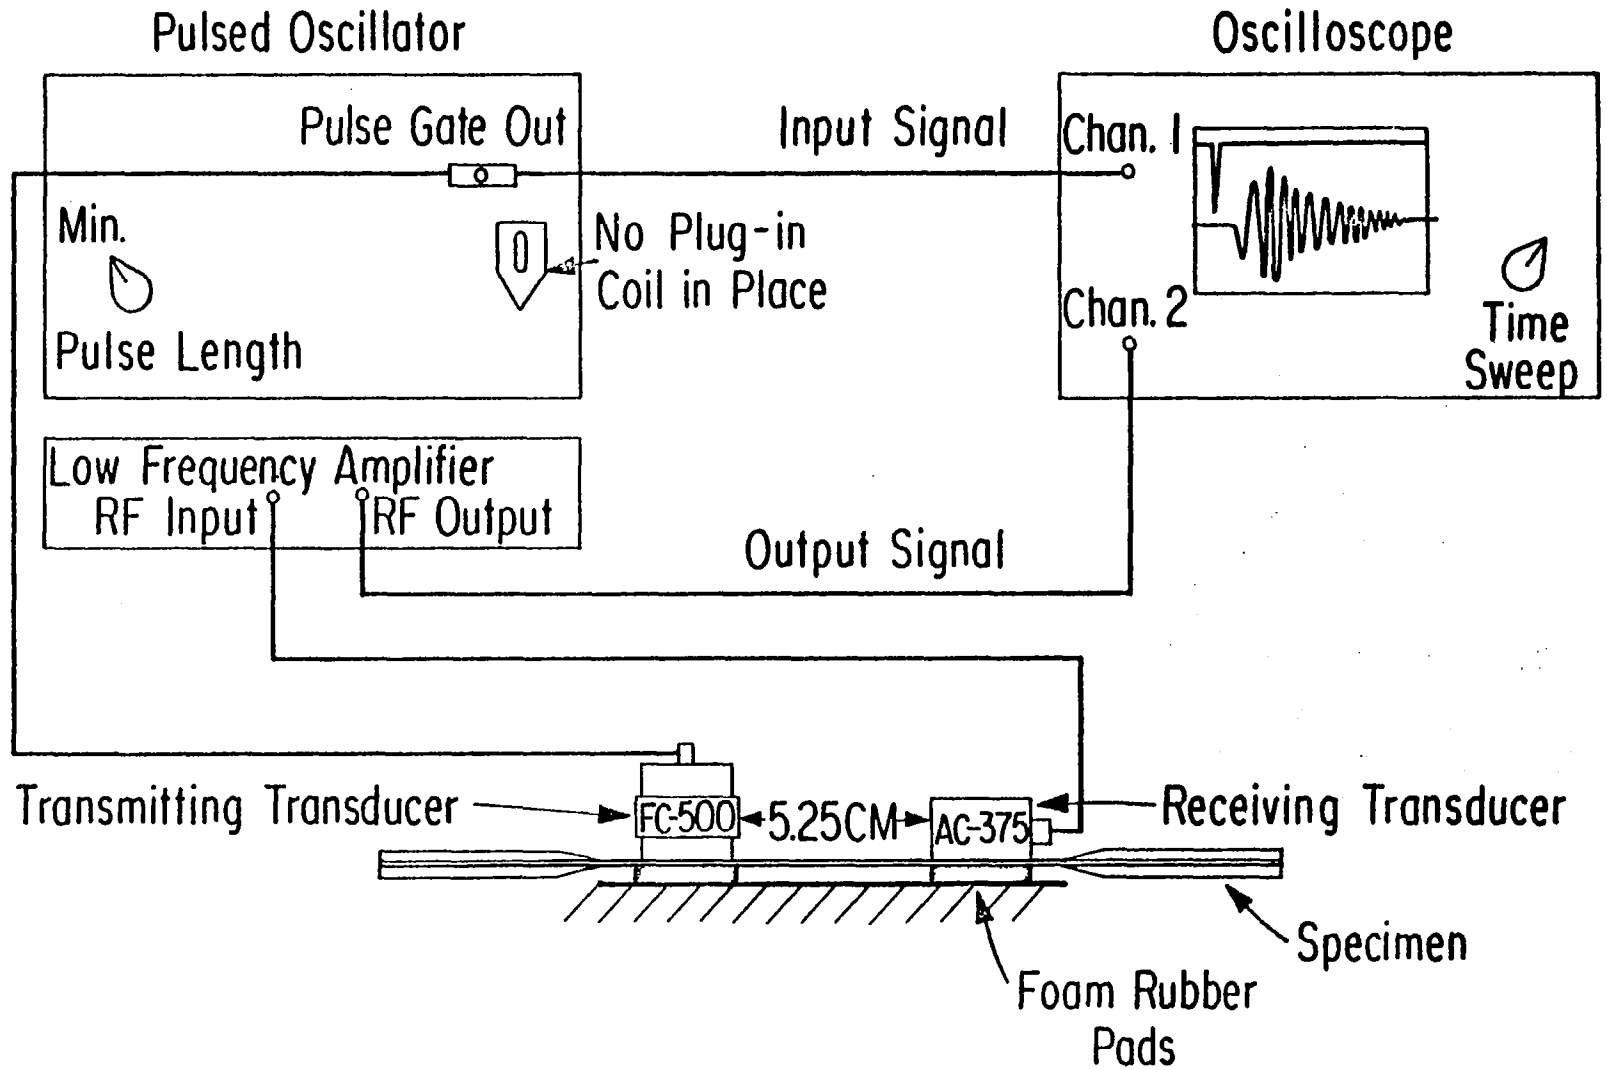 Pulsed Oscillator
Oscilloscope
Pulse Gate Out
Input Signal
Chan. 1
Min.
No Plug-in
Coil in Place
Pulse Length
Chan. 2
Time
Sweep
Low Frequency Amplifier
RF Input
RF Output
Output Signal
Transmitting Transducer
FC-500
5.25CM
AC-375
Receiving Transducer
Specimen
Foam Rubber
Pads